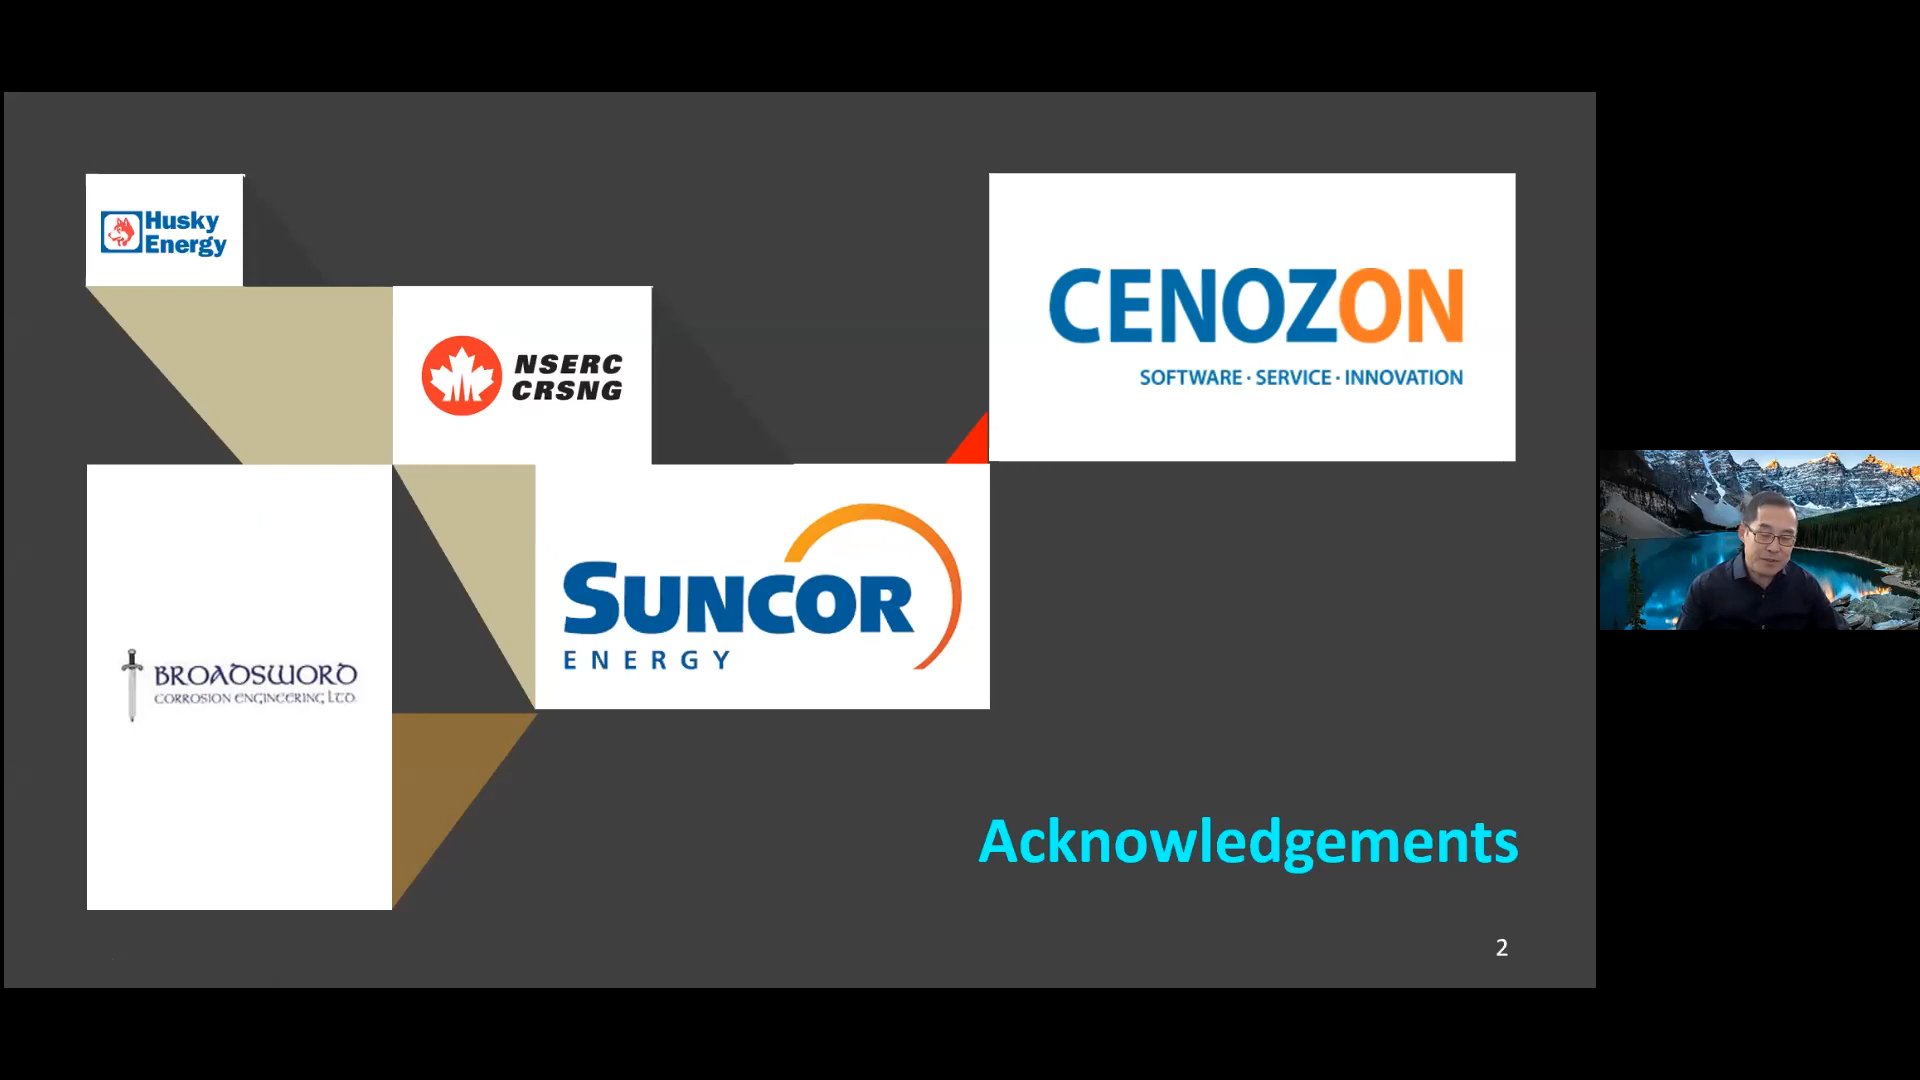 Husky
Energy
NSERC
CRSNG
CENOZON
SOFTWARE · SERVICE · INNOVATION
SUNCOR
ENERGY
BROADSWORD
CORROSION ENGINEERING LTD.
Acknowledgements
2